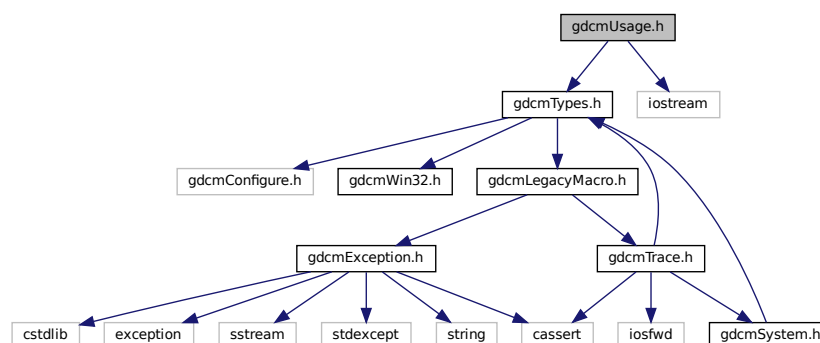 gdcmUsage.h
gdcmTypes.h
iostream
gdcmConfigure.h
gdcmWin32.h
gdcmLegacyMacro.h
gdcmException.h
gdcmTrace.h
cstdlib
exception
sstream
stdexcept
string
cassert
iosfwd
gdcmSystem.h